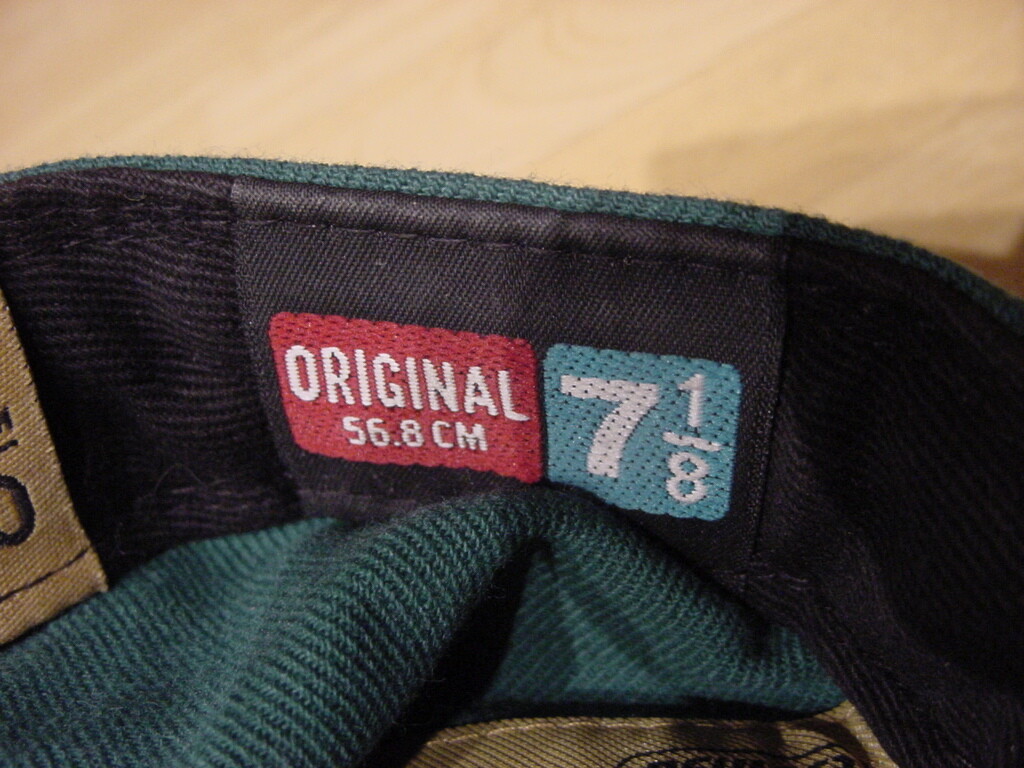 ORIGINAL
56.8 CM
7 1/8